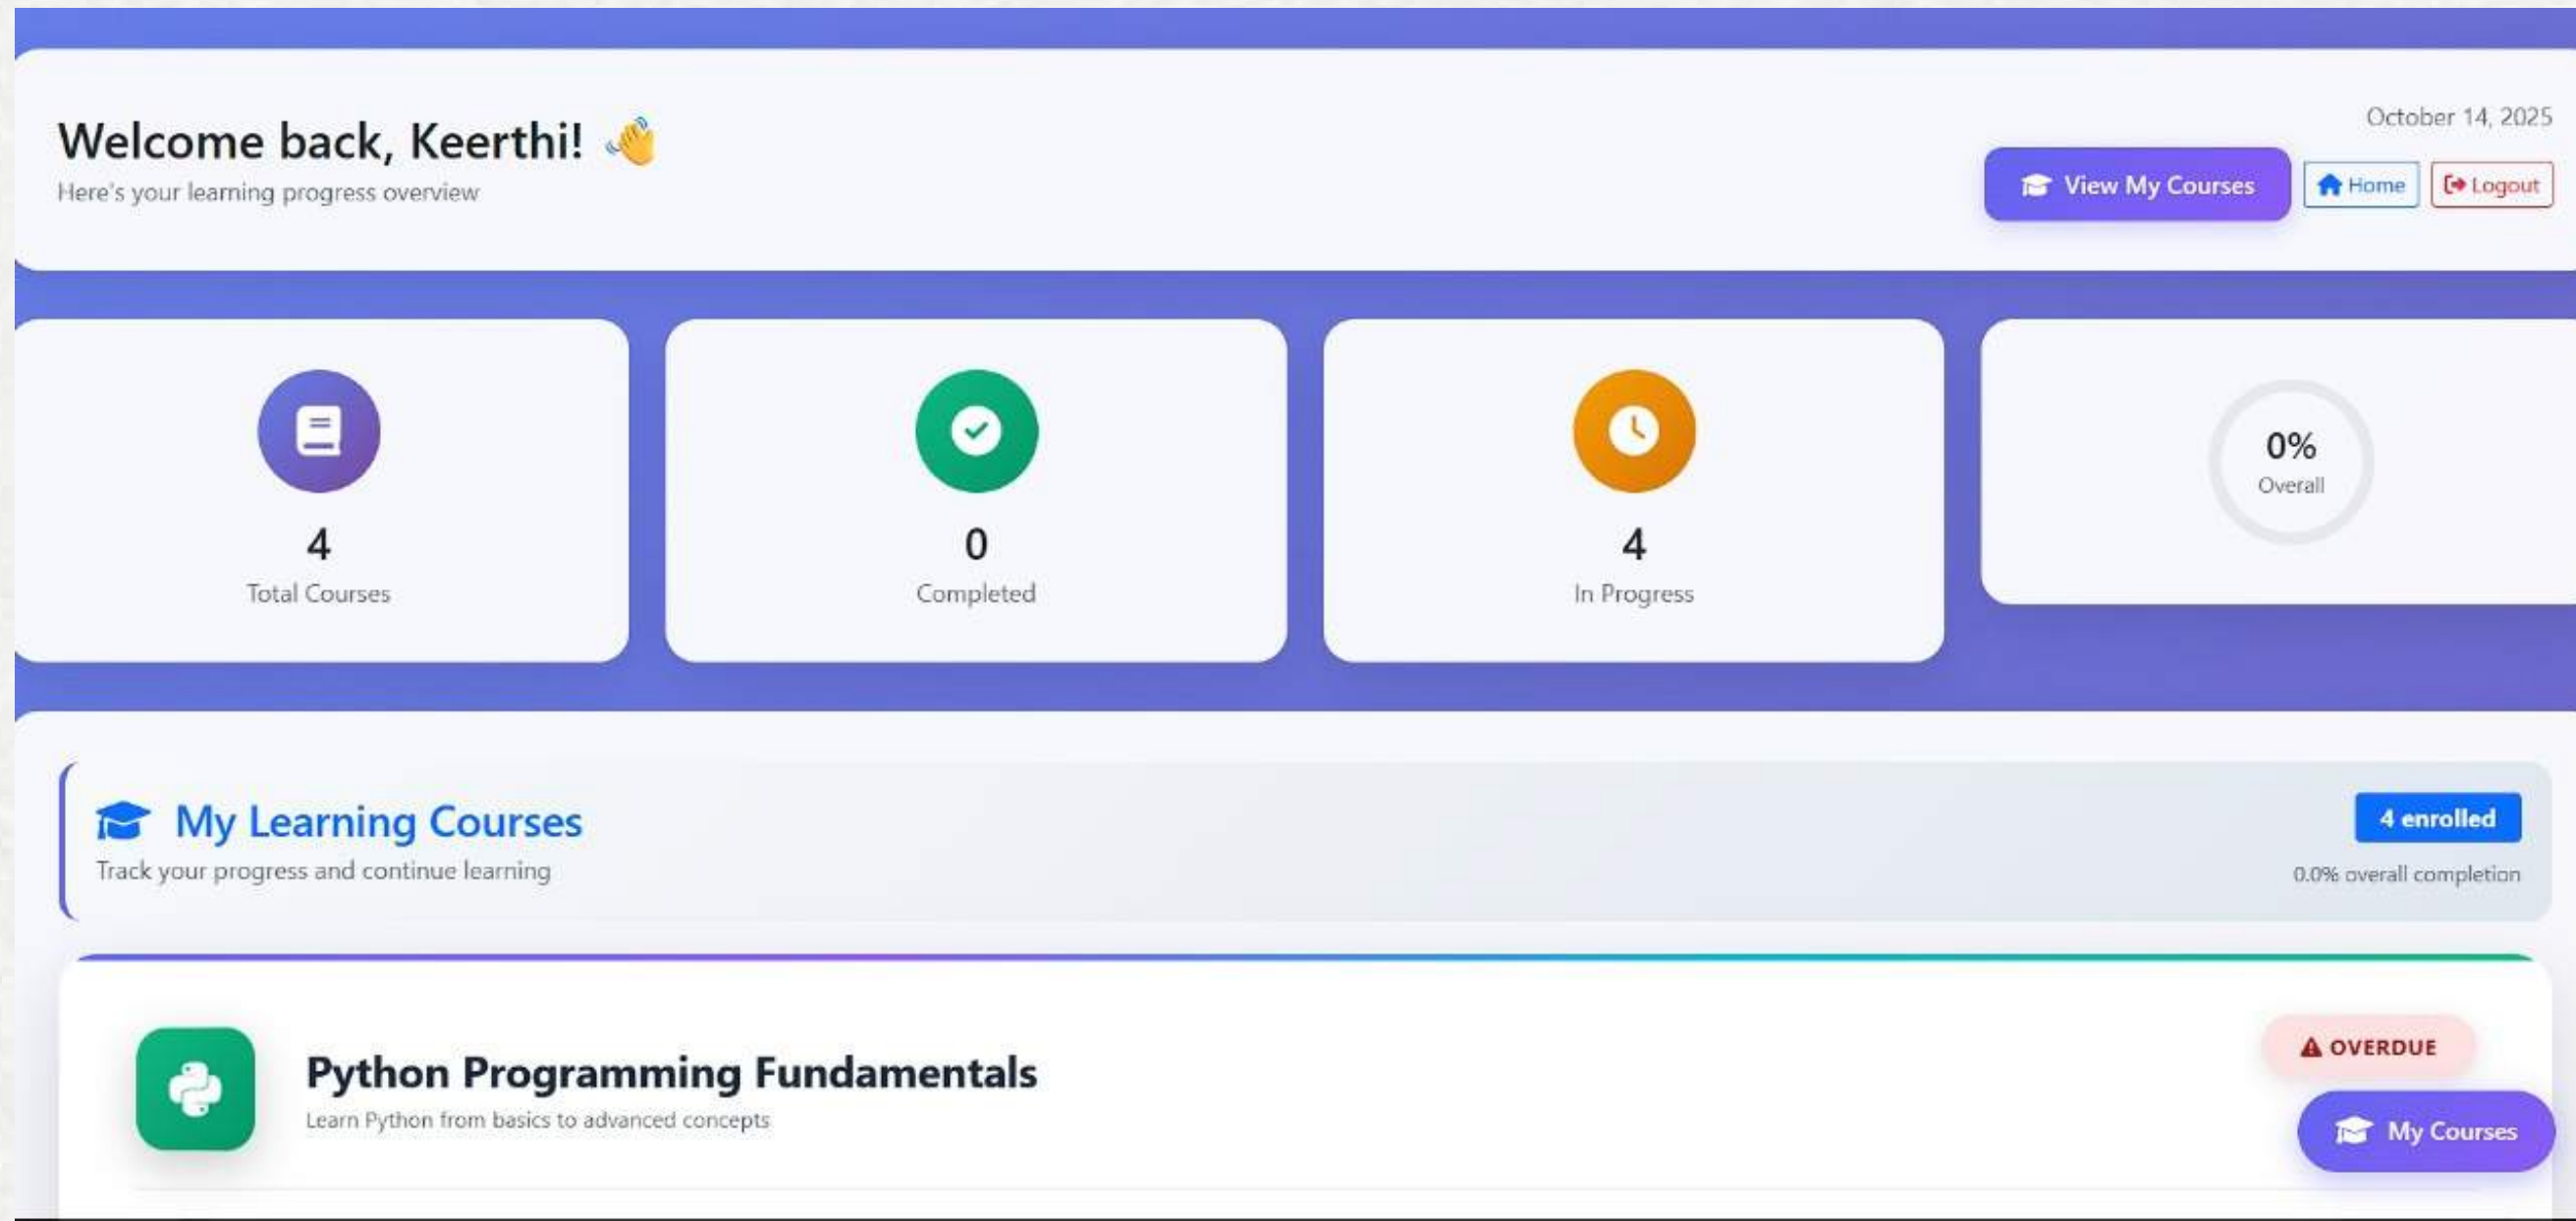 Welcome back, Keerthi! 👋
Here's your learning progress overview
October 14, 2025
View My Courses
Home
Logout
4
Total Courses
0
Completed
4
In Progress
0%
Overall
My Learning Courses
Track your progress and continue learning
4 enrolled
0.0% overall completion
Python Programming Fundamentals
Learn Python from basics to advanced concepts
OVERDUE
My Courses